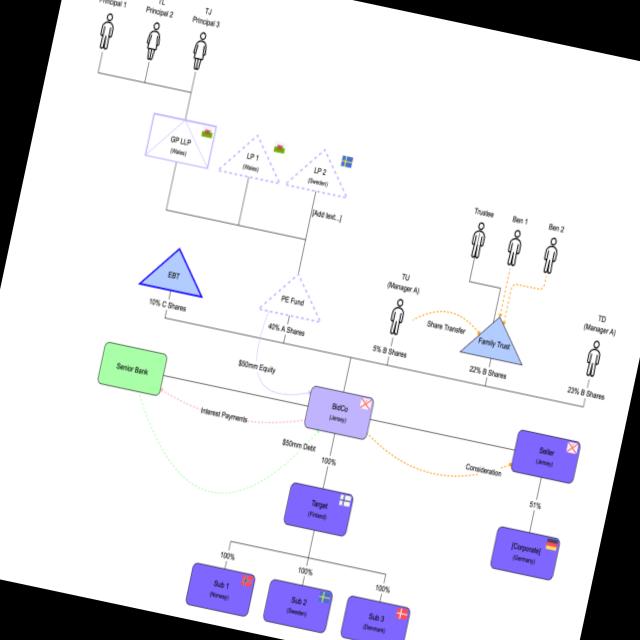 Principal 1
TL
Principal 2
TJ
Principal 3
GP LLP
(Wales)
LP 1
(Wales)
LP 2
(Sweden)
[Add text...]
Trustee
Ben 1
Ben 2
EBT
10% C Shares
PE Fund
40% A Shares
TU
(Manager A)
5% B Shares
Share Transfer
Family Trust
22% B Shares
TD
(Manager A)
23% B Shares
Senior Bank
$50mm Equity
BidCo
(Jersey)
Interest Payments
$50mm Debt
100%
Consideration
Seller
(Jersey)
51%
[Corporate]
(Germany)
Target
(Finland)
100%
100%
100%
Sub 1
(Norway)
Sub 2
(Sweden)
Sub 3
(Denmark)